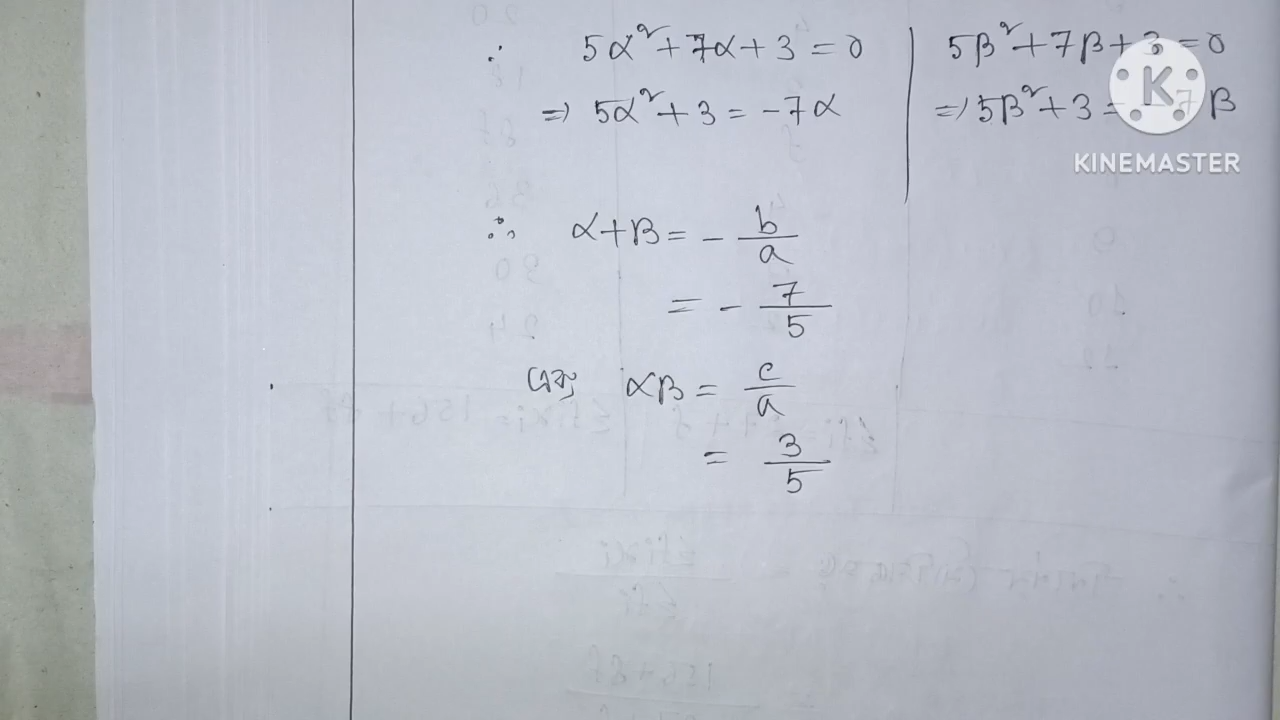 ∴ 5α²+7α+3=0 | 5β²+7β+3=0
⇒ 5α²+3=-7α | ⇒ 5β²+3=-7β
KINEMASTER
∴ α+β = - b/a
= - 7/5
এবং αβ = c/a
= 3/5